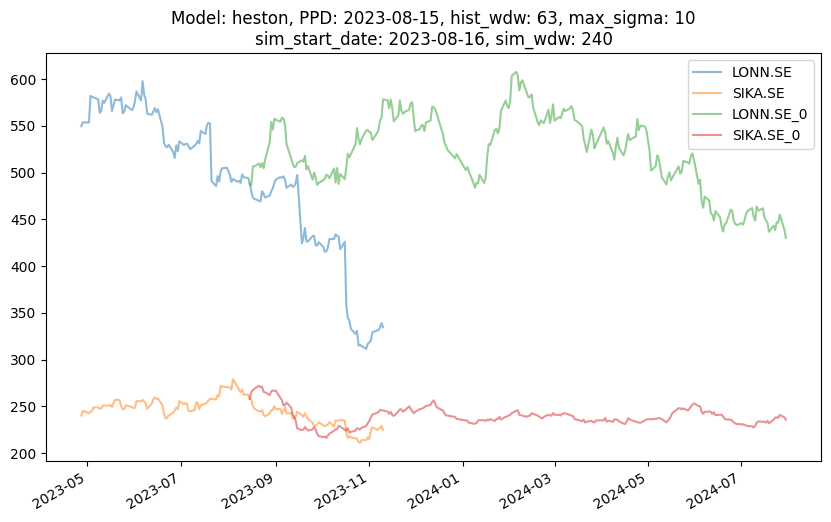 Model: heston, PPD: 2023-08-15, hist_wdw: 63, max_sigma: 10
sim_start_date: 2023-08-16, sim_wdw: 240
LONN.SE
SIKA.SE
LONN.SE_0
SIKA.SE_0
600
550
500
450
400
350
300
250
200
2023-05
2023-07
2023-09
2023-11
2024-01
2024-03
2024-05
2024-07